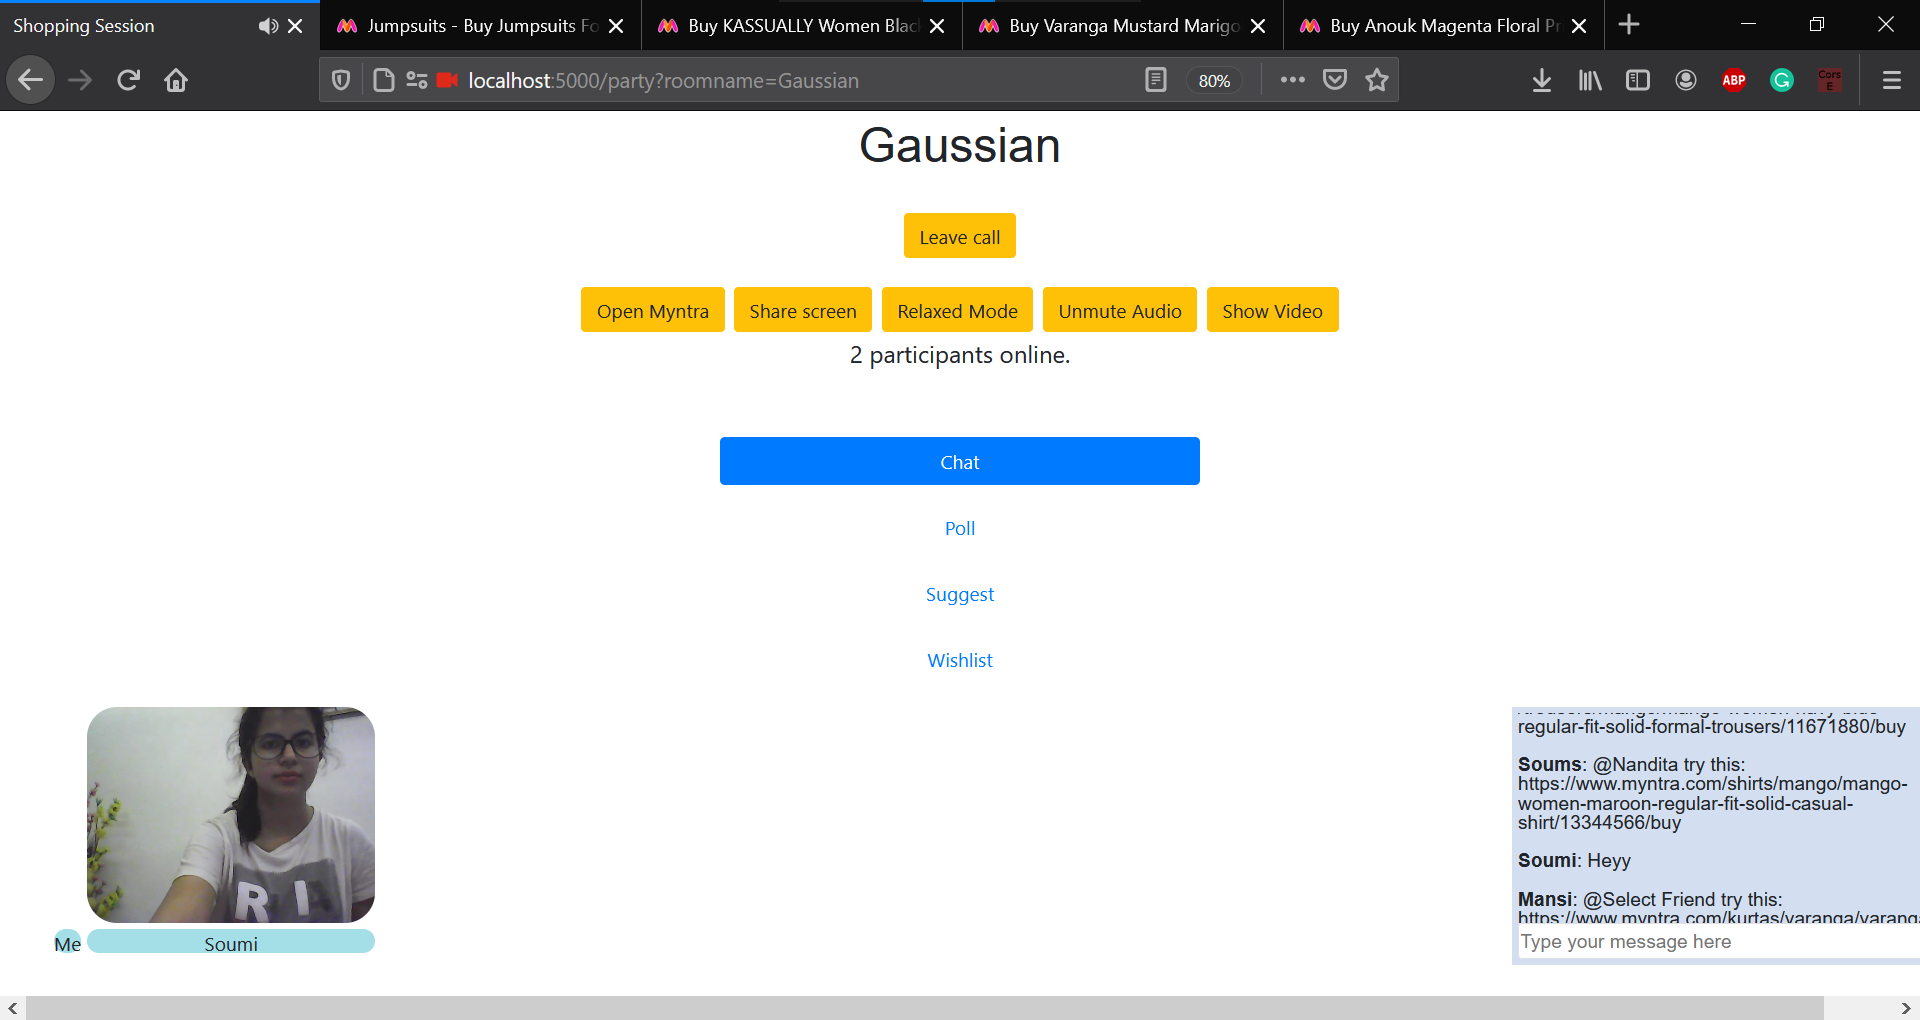 Shopping Session
Jumpsuits - Buy Jumpsuits Fo
Buy KASSUALLY Women Blac
Buy Varanga Mustard Marigo
Buy Anouk Magenta Floral Pr
localhost:5000/party?roomname=Gaussian
80%
ABP
Cors
E
Gaussian
Leave call
Open Myntra
Share screen
Relaxed Mode
Unmute Audio
Show Video
2 participants online.
Chat
Poll
Suggest
Wishlist
R I
Me
Soumi
regular-fit-solid-formal-trousers/11671880/buy
Soums: @Nandita try this:
https://www.myntra.com/shirts/mango/mango-
women-maroon-regular-fit-solid-casual-
shirt/13344566/buy
Soumi: Heyy
Mansi: @Select Friend try this:
https://www.myntra.com/kurtas/varanga/varanga
Type your message here